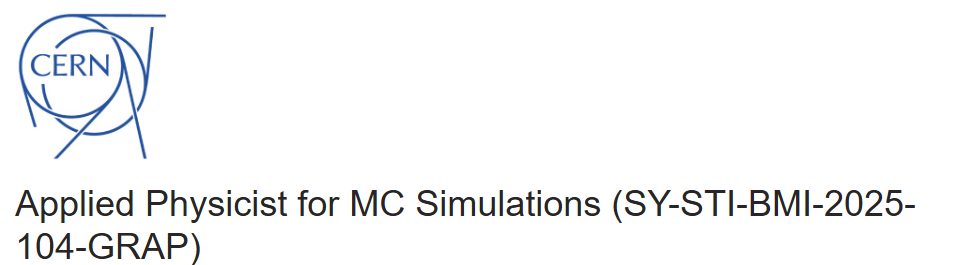 CERN
Applied Physicist for MC Simulations (SY-STI-BMI-2025-
104-GRAP)